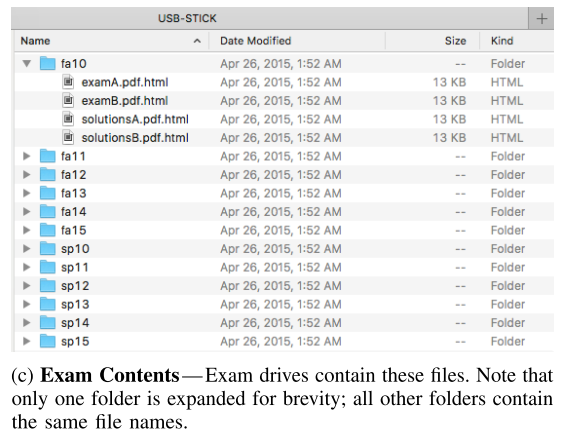 USB-STICK +
Name Date Modified Size Kind
fa10 Apr 26, 2015, 1:52 AM -- Folder
examA.pdf.html Apr 26, 2015, 1:52 AM 13 KB HTML
examB.pdf.html Apr 26, 2015, 1:52 AM 13 KB HTML
solutionsA.pdf.html Apr 26, 2015, 1:52 AM 13 KB HTML
solutionsB.pdf.html Apr 26, 2015, 1:52 AM 13 KB HTML
fa11 Apr 26, 2015, 1:52 AM -- Folder
fa12 Apr 26, 2015, 1:52 AM -- Folder
fa13 Apr 26, 2015, 1:52 AM -- Folder
fa14 Apr 26, 2015, 1:52 AM -- Folder
fa15 Apr 26, 2015, 1:52 AM -- Folder
sp10 Apr 26, 2015, 1:52 AM -- Folder
sp11 Apr 26, 2015, 1:52 AM -- Folder
sp12 Apr 26, 2015, 1:52 AM -- Folder
sp13 Apr 26, 2015, 1:52 AM -- Folder
sp14 Apr 26, 2015, 1:52 AM -- Folder
sp15 Apr 26, 2015, 1:52 AM -- Folder
(c) Exam Contents—Exam drives contain these files. Note that
only one folder is expanded for brevity; all other folders contain
the same file names.